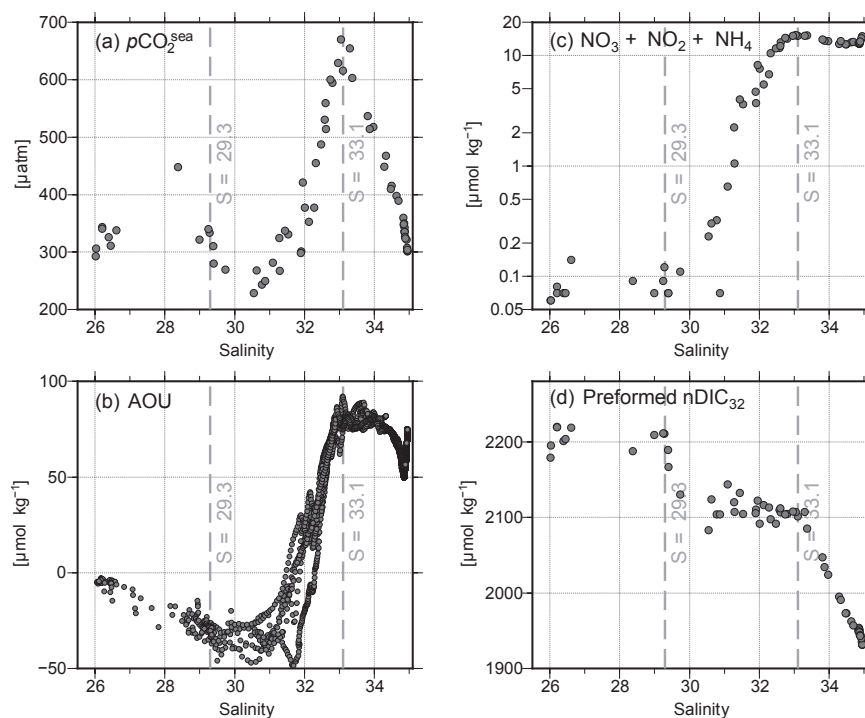 (a) pCO₂ˢᵉᵃ
700
600
500
400
300
200
[µatm]
S = 29.3
S = 33.1
26 28 30 32 34
Salinity
(c) NO₃ + NO₂ + NH₄
20
10
5
2
1
0.5
0.2
0.1
0.05
[µmol kg⁻¹]
S = 29.3
S = 33.1
26 28 30 32 34
Salinity
(b) AOU
100
50
0
−50
[µmol kg⁻¹]
S = 29.3
S = 33.1
26 28 30 32 34
Salinity
(d) Preformed nDIC₃₂
2200
2100
2000
1900
[µmol kg⁻¹]
S = 29.3
S = 33.1
26 28 30 32 34
Salinity